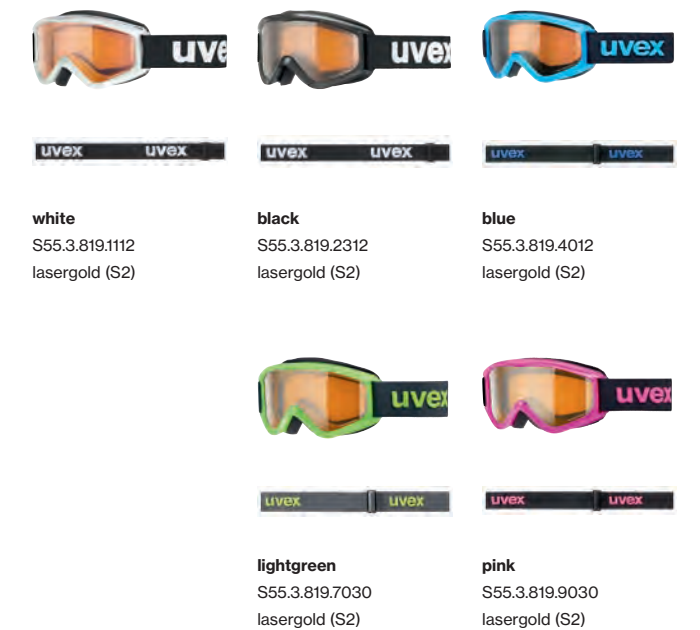 uvex
uvex
uvex
uvex uvex
uvex uvex
uvex uvex
white
S55.3.819.1112
lasergold (S2)
black
S55.3.819.2312
lasergold (S2)
blue
S55.3.819.4012
lasergold (S2)
uvex
uvex
uvex uvex
uvex uvex
lightgreen
S55.3.819.7030
lasergold (S2)
pink
S55.3.819.9030
lasergold (S2)